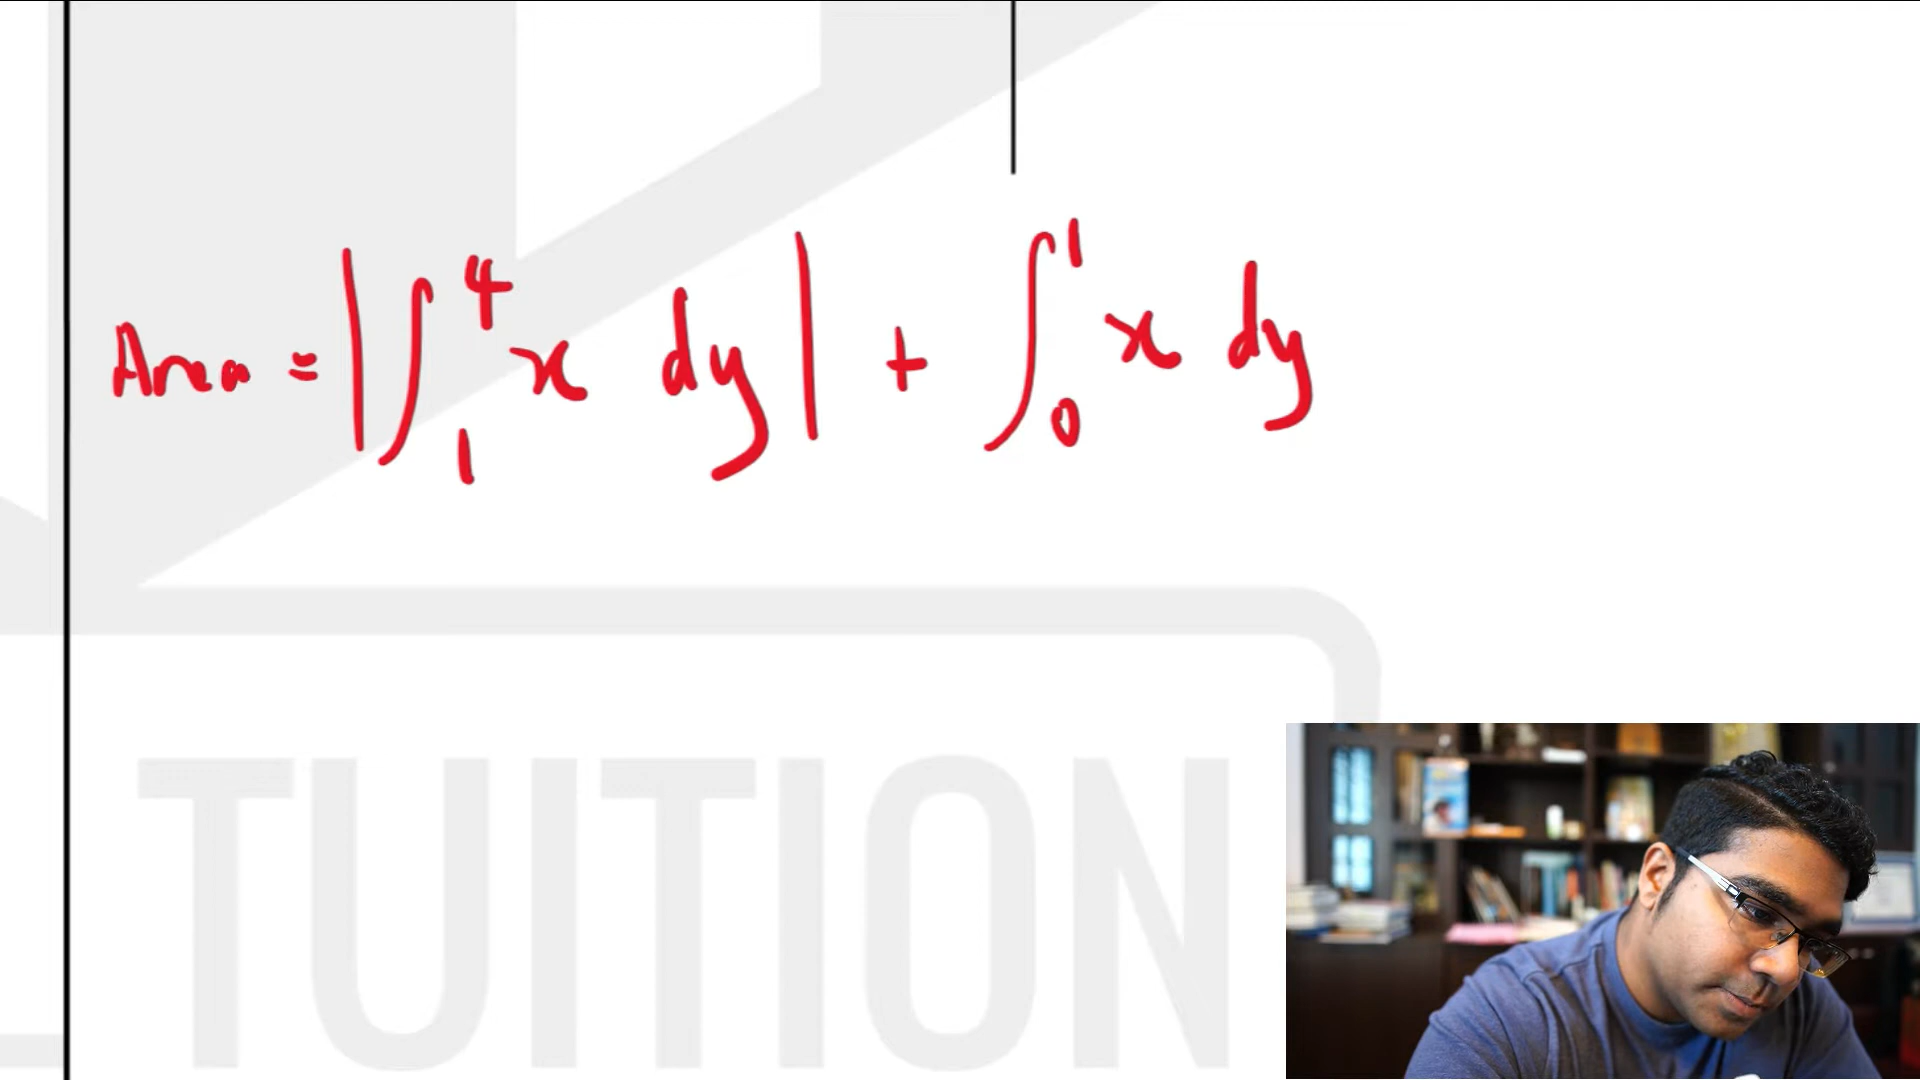 Area = |∫₁⁴ x dy| + ∫₀¹ x dy
TUITION